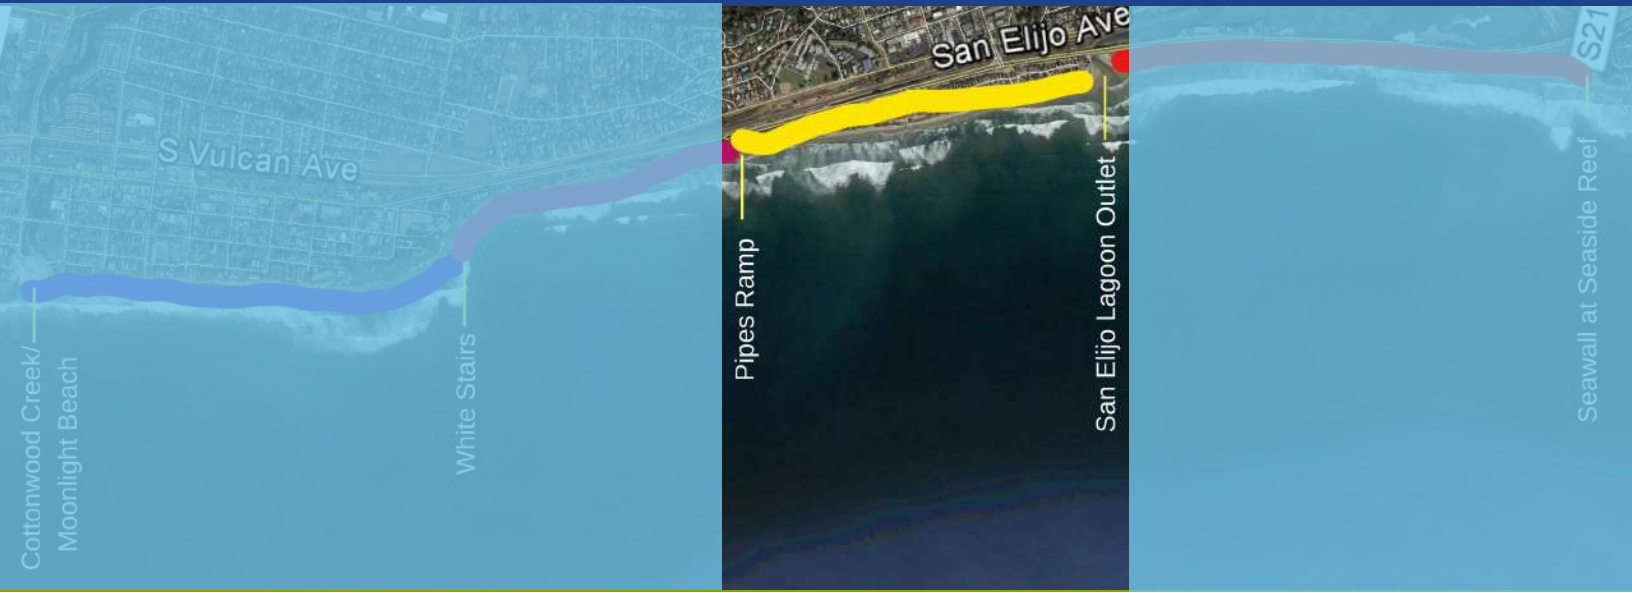 San Elijo Ave
S21
S Vulcan Ave
Cottonwood Creek/
Moonlight Beach
White Stairs
Pipes Ramp
San Elijo Lagoon Outlet
Seawall at Seaside Reef